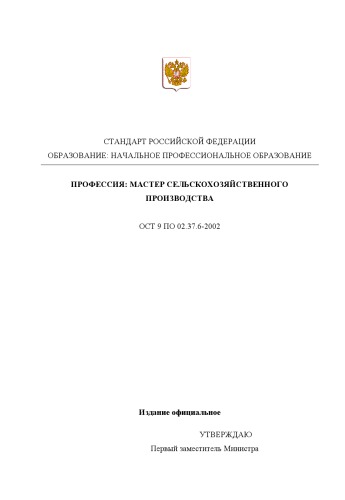 СТАНДАРТ РОССИЙСКОЙ ФЕДЕРАЦИИ
ОБРАЗОВАНИЕ: НАЧАЛЬНОЕ ПРОФЕССИОНАЛЬНОЕ ОБРАЗОВАНИЕ
ПРОФЕССИЯ: МАСТЕР СЕЛЬСКОХОЗЯЙСТВЕННОГО
ПРОИЗВОДСТВА
ОСТ 9 ПО 02.37.6-2002
Издание официальное
УТВЕРЖДАЮ
Первый заместитель Министра